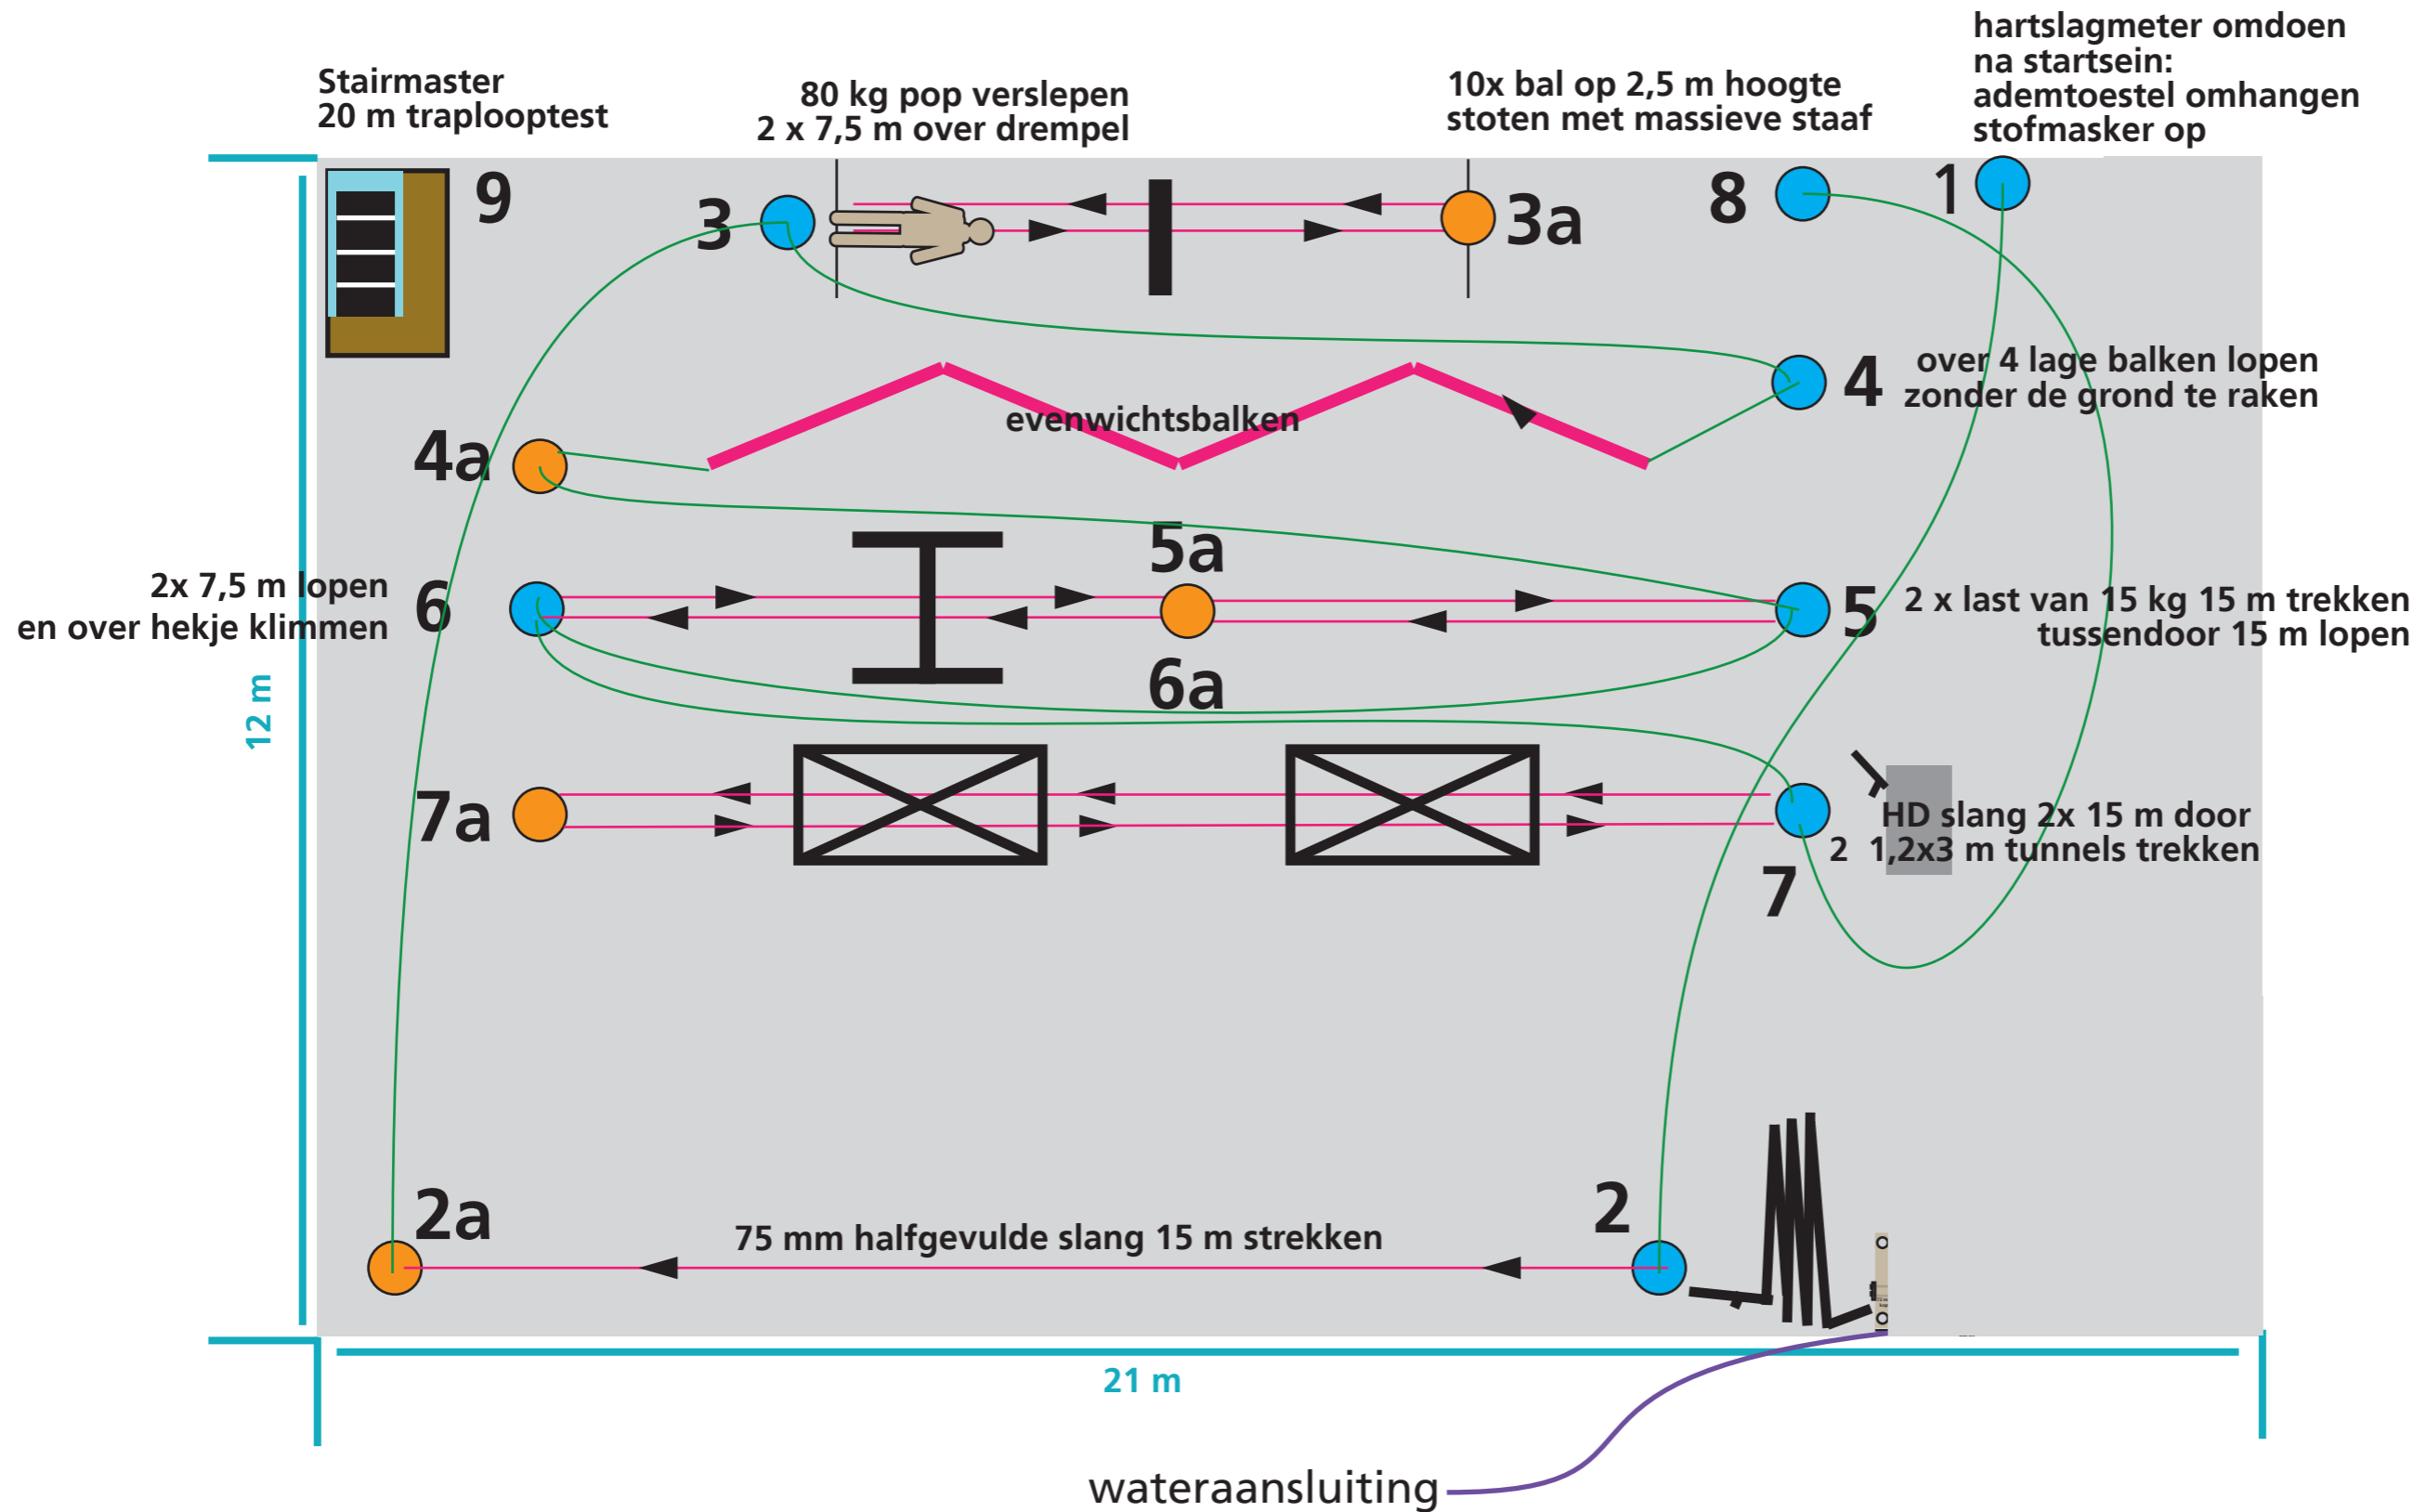 hartslagmeter omdoen
na startsein:
ademtoestel omhangen
stofmasker op
Stairmaster
20 m traplooptest
80 kg pop verslepen
2 x 7,5 m over drempel
10x bal op 2,5 m hoogte
stoten met massieve staaf
9
3
3a
8
1
4
over 4 lage balken lopen
zonder de grond te raken
evenwichtsbalken
4a
5a
2x 7,5 m lopen
en over hekje klimmen
6
5
2 x last van 15 kg 15 m trekken
tussendoor 15 m lopen
6a
12 m
7a
HD slang 2x 15 m door
2 1,2x3 m tunnels trekken
7
2a
75 mm halfgevulde slang 15 m strekken
2
21 m
wateraansluiting